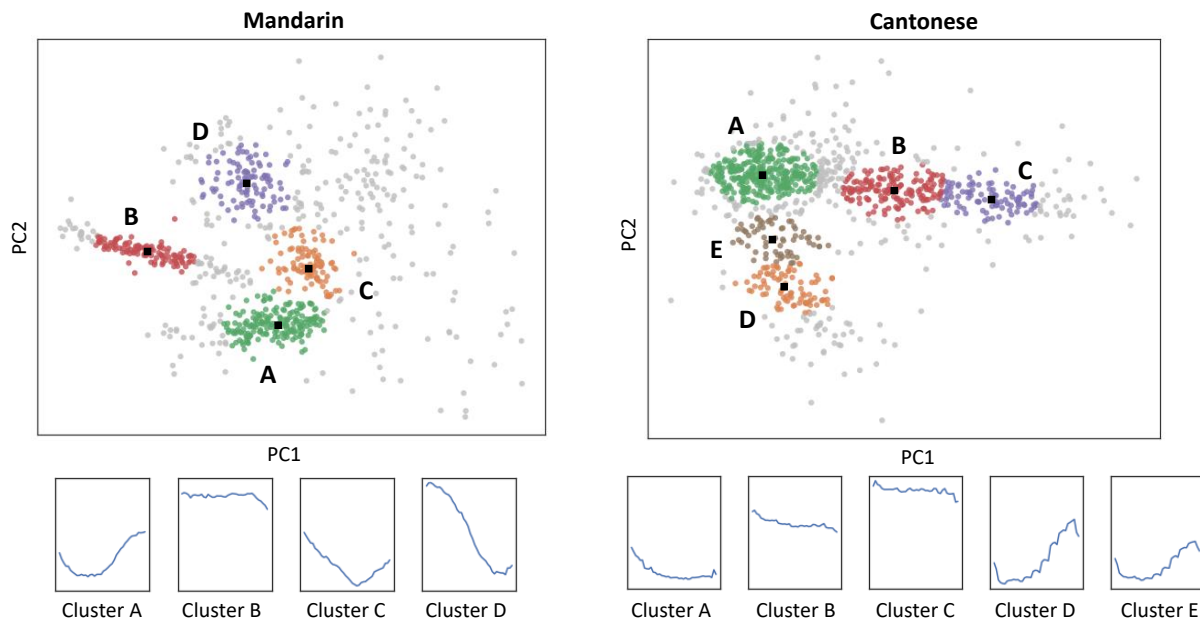 Mandarin
D
B
C
A
PC2
PC1
Cluster A
Cluster B
Cluster C
Cluster D
Cantonese
A
B
C
E
D
PC2
PC1
Cluster A
Cluster B
Cluster C
Cluster D
Cluster E